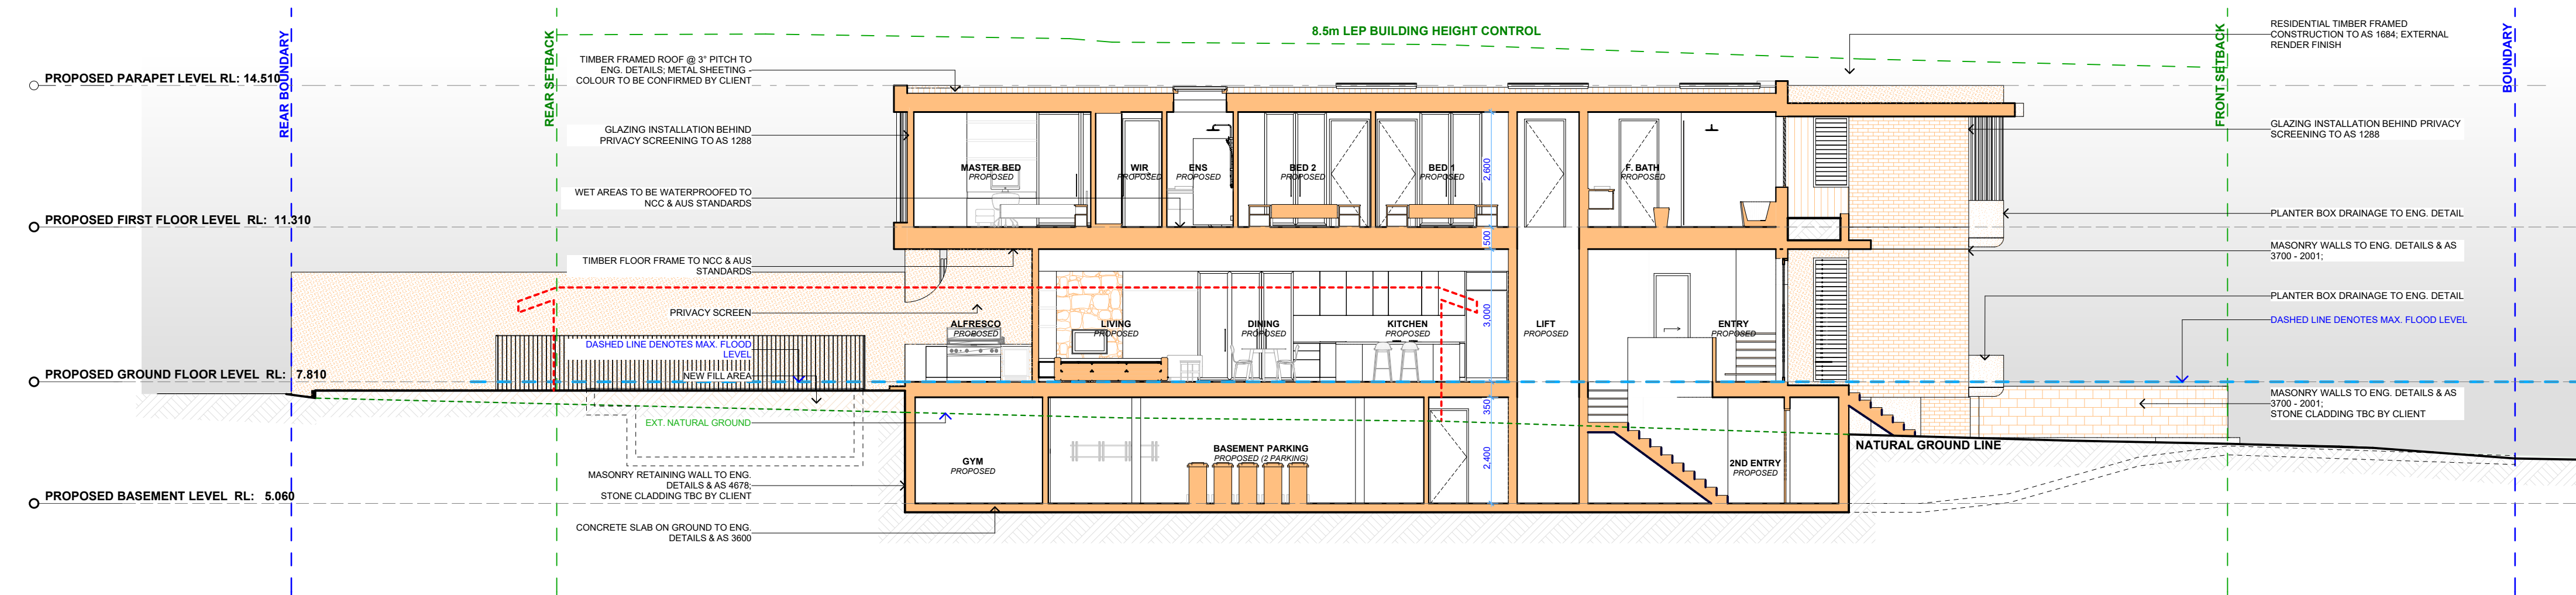 8.5m LEP BUILDING HEIGHT CONTROL
REAR BOUNDARY
REAR SETBACK
FRONT SETBACK
BOUNDARY
PROPOSED PARAPET LEVEL RL: 14.510
PROPOSED FIRST FLOOR LEVEL RL: 11.310
PROPOSED GROUND FLOOR LEVEL RL: 7.810
PROPOSED BASEMENT LEVEL RL: 5.060
TIMBER FRAMED ROOF @ 3° PITCH TO
ENG. DETAILS; METAL SHEETING -
COLOUR TO BE CONFIRMED BY CLIENT
GLAZING INSTALLATION BEHIND
PRIVACY SCREENING TO AS 1288
WET AREAS TO BE WATERPROOFED TO
NCC & AUS STANDARDS
TIMBER FLOOR FRAME TO NCC & AUS
STANDARDS
PRIVACY SCREEN
DASHED LINE DENOTES MAX. FLOOD
LEVEL
NEW FILL AREA
EXT. NATURAL GROUND
MASONRY RETAINING WALL TO ENG.
DETAILS & AS 4678;
STONE CLADDING TBC BY CLIENT
CONCRETE SLAB ON GROUND TO ENG.
DETAILS & AS 3600
MASTER BED
PROPOSED
WIR
PROPOSED
ENS
PROPOSED
BED 2
PROPOSED
BED 1
PROPOSED
F. BATH
PROPOSED
2,600
500
3,000
350
2,400
ALFRESCO
PROPOSED
LIVING
PROPOSED
DINING
PROPOSED
KITCHEN
PROPOSED
LIFT
PROPOSED
ENTRY
PROPOSED
GYM
PROPOSED
BASEMENT PARKING
PROPOSED (2 PARKING)
2ND ENTRY
PROPOSED
NATURAL GROUND LINE
RESIDENTIAL TIMBER FRAMED
CONSTRUCTION TO AS 1684; EXTERNAL
RENDER FINISH
GLAZING INSTALLATION BEHIND PRIVACY
SCREENING TO AS 1288
PLANTER BOX DRAINAGE TO ENG. DETAIL
MASONRY WALLS TO ENG. DETAILS & AS
3700 - 2001;
PLANTER BOX DRAINAGE TO ENG. DETAIL
DASHED LINE DENOTES MAX. FLOOD LEVEL
MASONRY WALLS TO ENG. DETAILS & AS
3700 - 2001;
STONE CLADDING TBC BY CLIENT